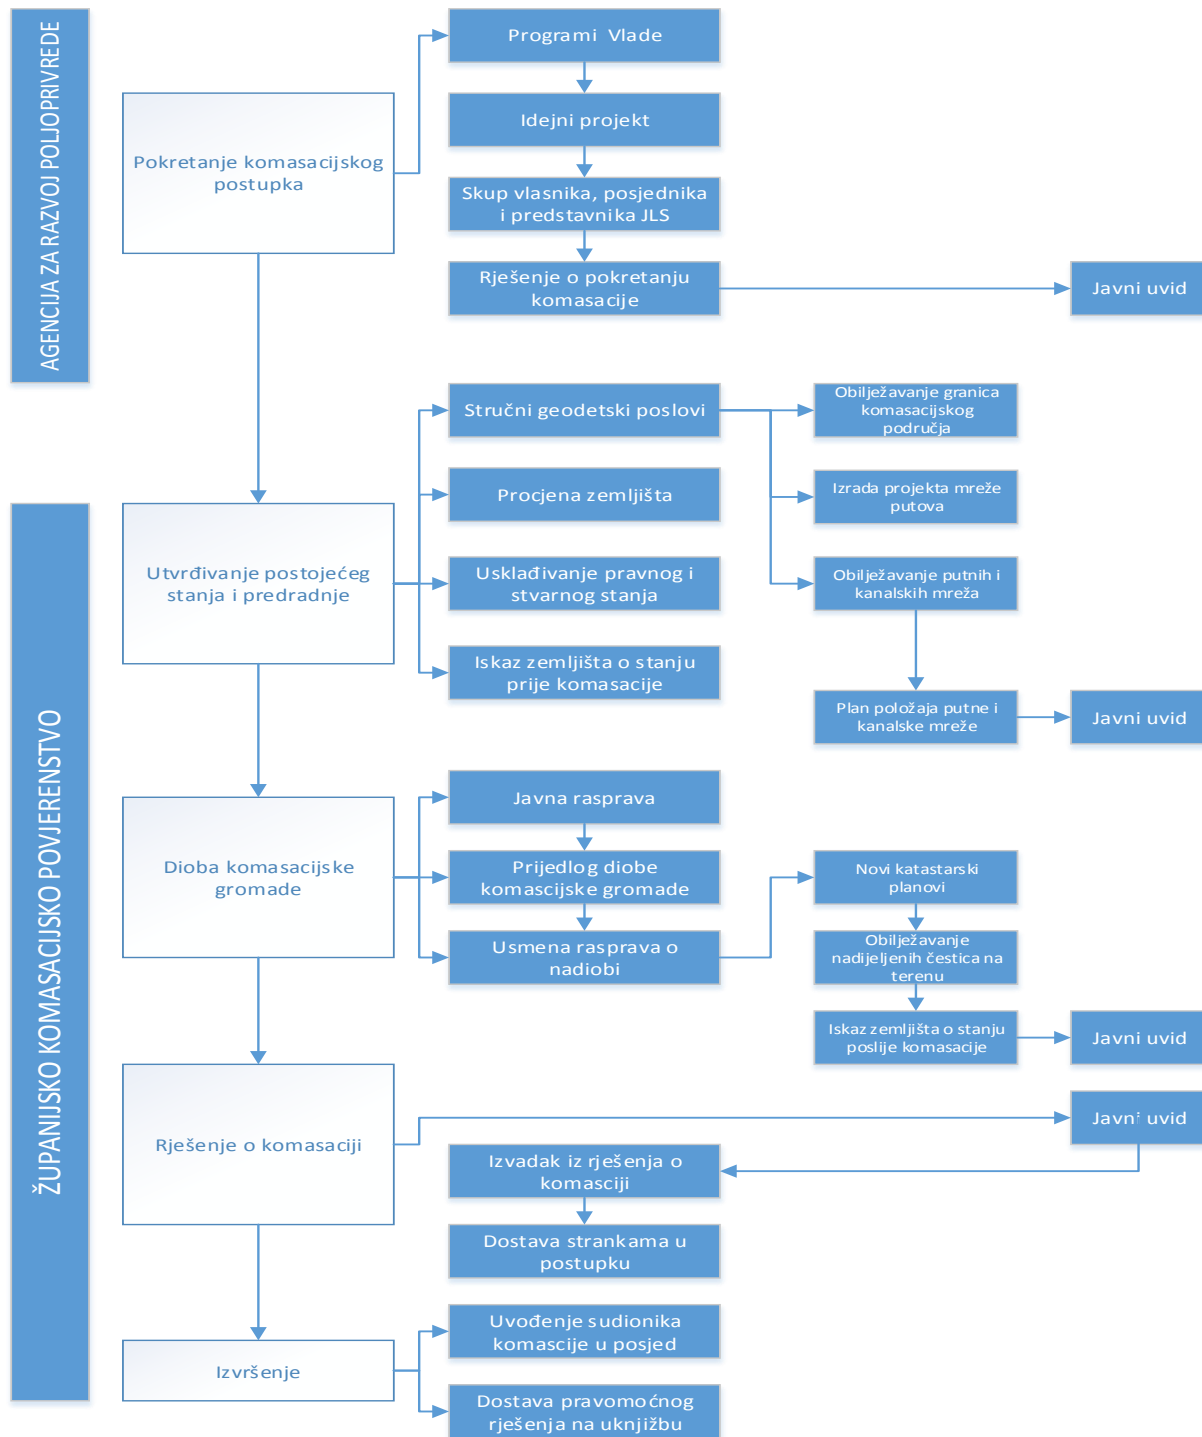 AGENCIJA ZA RAZVOJ POLJOPRIVREDE
Pokretanje komasacijskog
postupka
Programi Vlade
Idejni projekt
Skup vlasnika, posjednika
i predstavnika JLS
Rješenje o pokretanju
komasacije
Javni uvid
ŽUPANIJSKO KOMASACIJSKO POVJERENSTVO
Utvrđivanje postojećeg
stanja i predradnje
Stručni geodetski poslovi
Procjena zemljišta
Usklađivanje pravnog i
stvarnog stanja
Iskaz zemljišta o stanju
prije komasacije
Obilježavanje granica
komasacijskog
područja
Izrada projekta mreže
putova
Obilježavanje putnih i
kanalskih mreža
Plan položaja putne i
kanalske mreže
Javni uvid
Dioba komasacijske
gromade
Javna rasprava
Prijedlog diobe
komascijske gromade
Usmena rasprava o
nadiobi
Novi katastarski
planovi
Obilježavanje
nadijeljenih čestica na
terenu
Iskaz zemljišta o stanju
poslije komasacije
Javni uvid
Rješenje o komasaciji
Javni uvid
Izvadak iz rješenja o
komasciji
Dostava strankama u
postupku
Izvršenje
Uvođenje sudionika
komascije u posjed
Dostava pravomoćnog
rješenja na uknjižbu